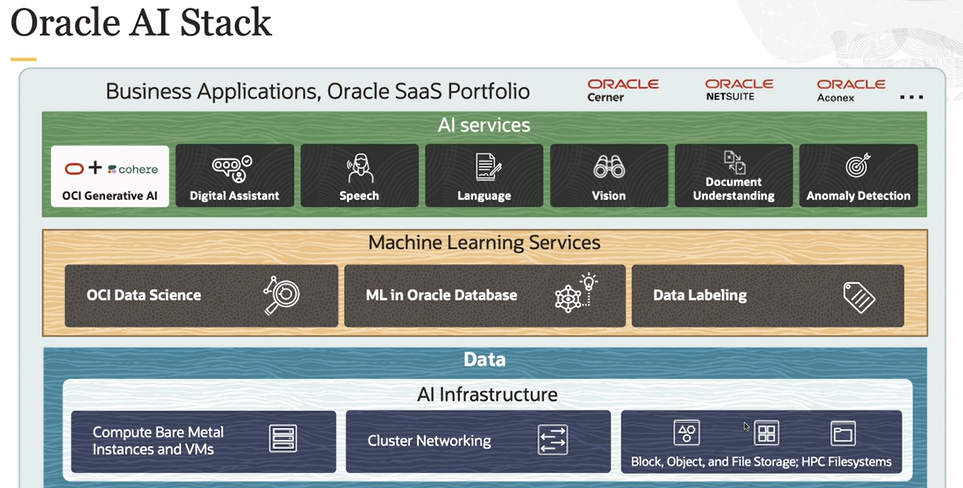 Oracle AI Stack
Business Applications, Oracle SaaS Portfolio
ORACLE
Cerner
ORACLE
NETSUITE
ORACLE
Aconex
...
AI services
+ cohere
OCI Generative AI
Digital Assistant
Speech
Language
Vision
Document
Understanding
Anomaly Detection
Machine Learning Services
OCI Data Science
ML in Oracle Database
Data Labeling
Data
AI Infrastructure
Compute Bare Metal
Instances and VMs
Cluster Networking
Block, Object, and File Storage; HPC Filesystems